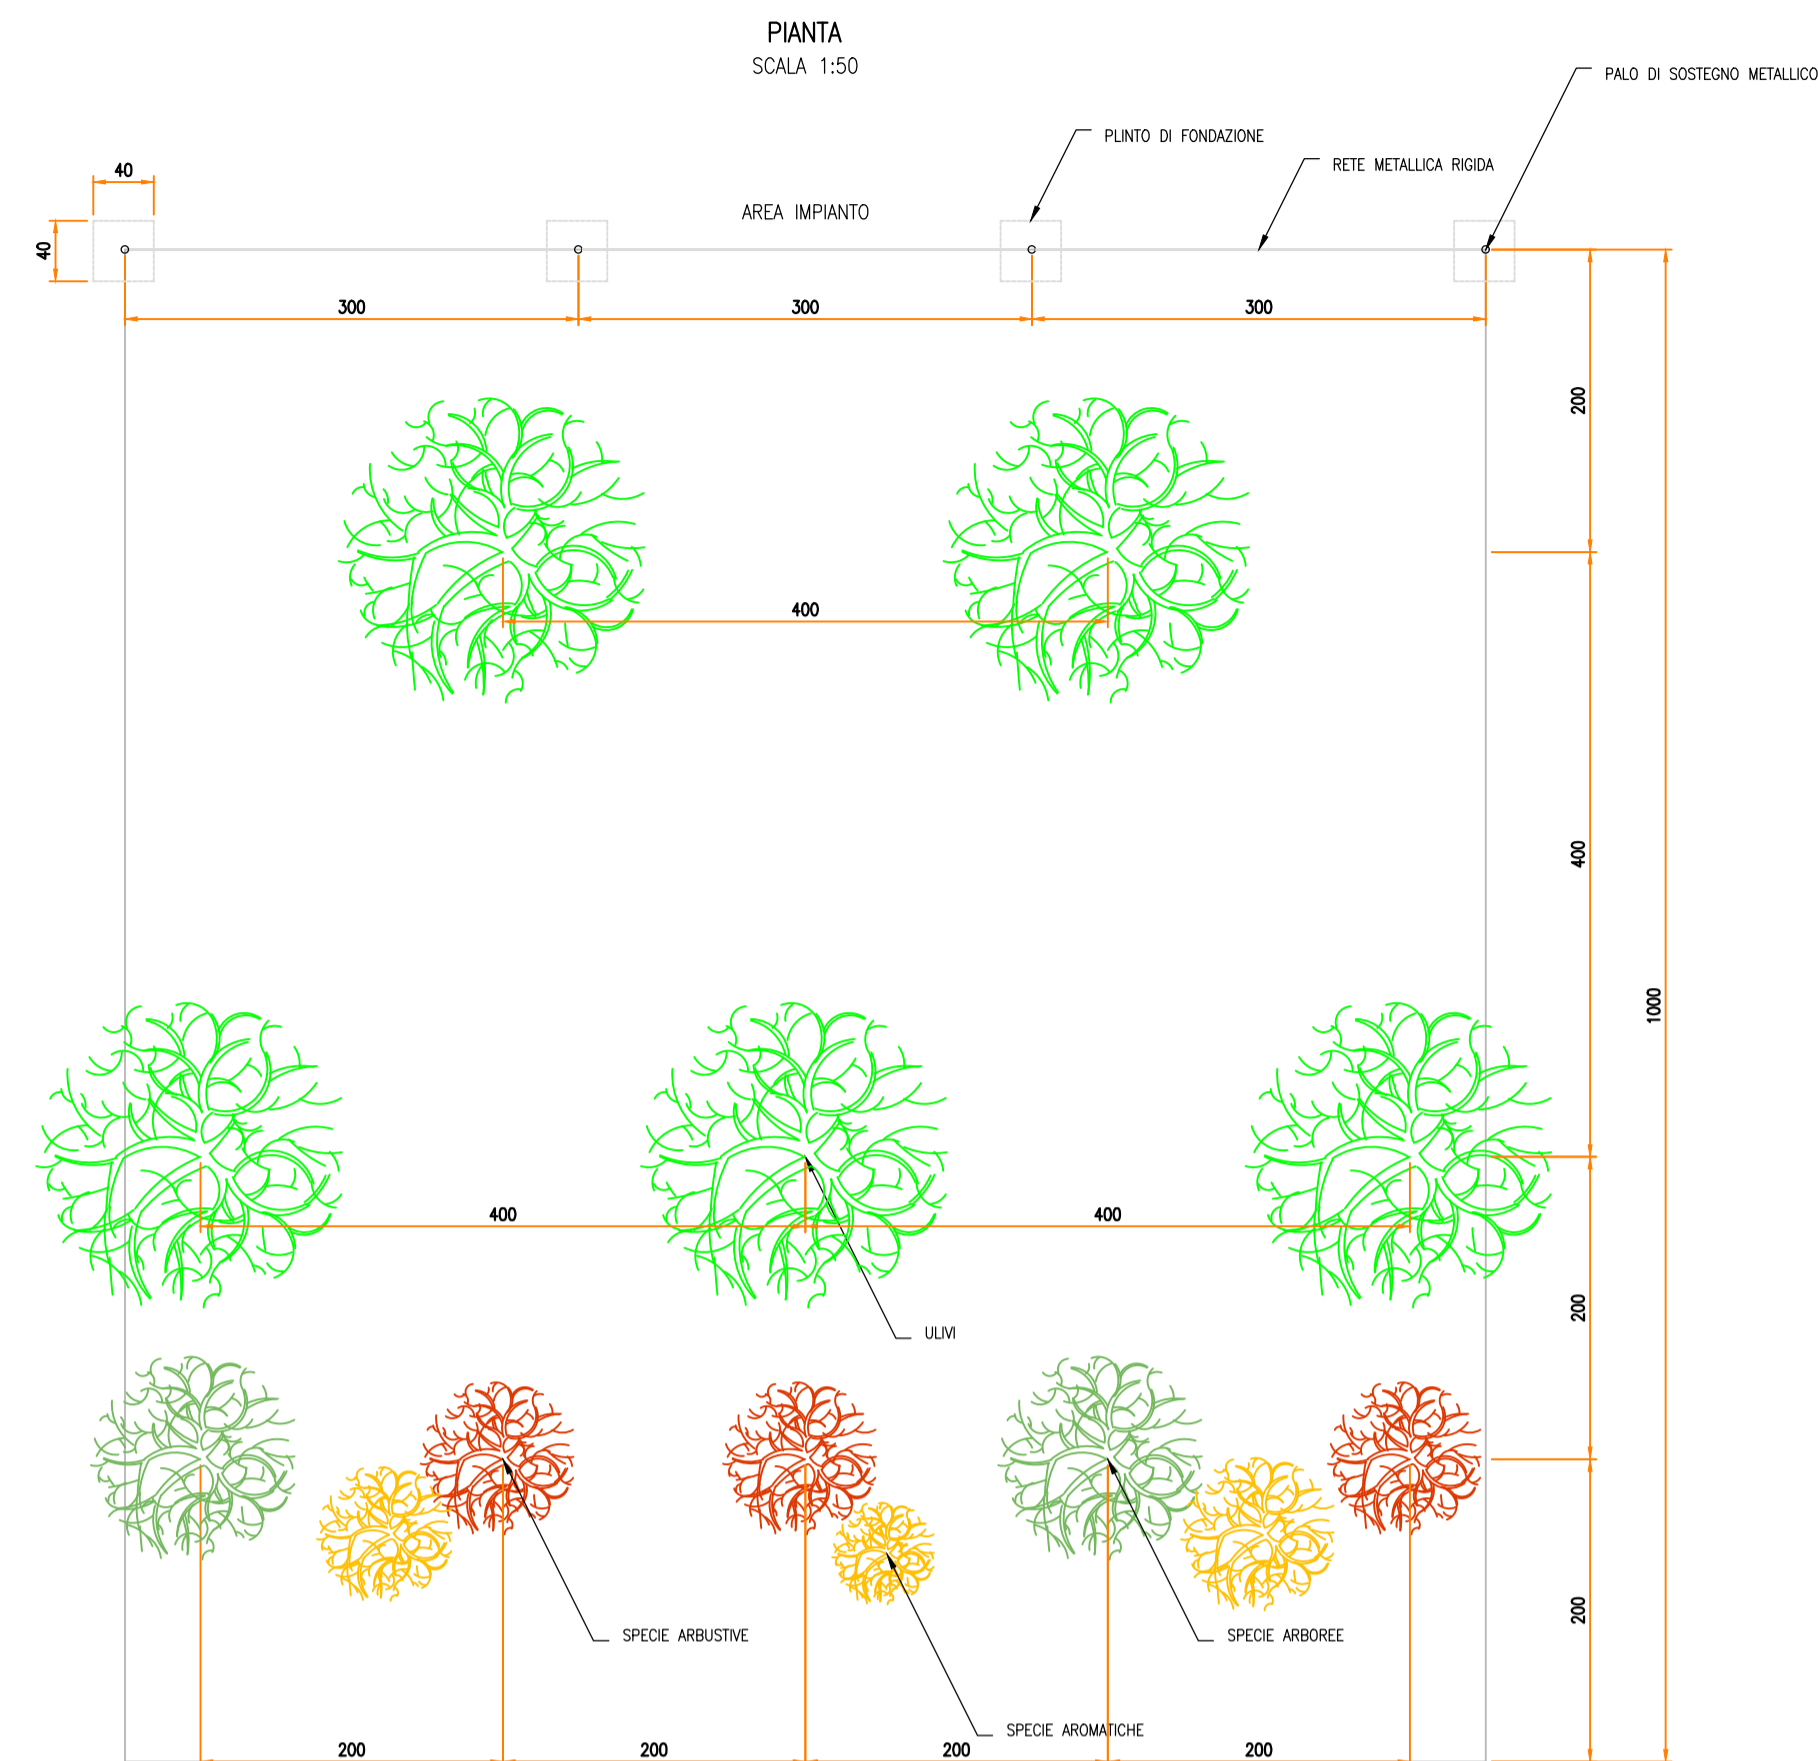 PIANTA
SCALA 1:50
PALO DI SOSTEGNO METALLICO
PLINTO DI FONDAZIONE
RETE METALLICA RIGIDA
40
AREA IMPIANTO
40
300
300
300
200
400
400
1000
400
400
200
ULIVI
200
SPECIE ARBUSTIVE
SPECIE ARBOREE
SPECIE AROMATICHE
200
200
200
200